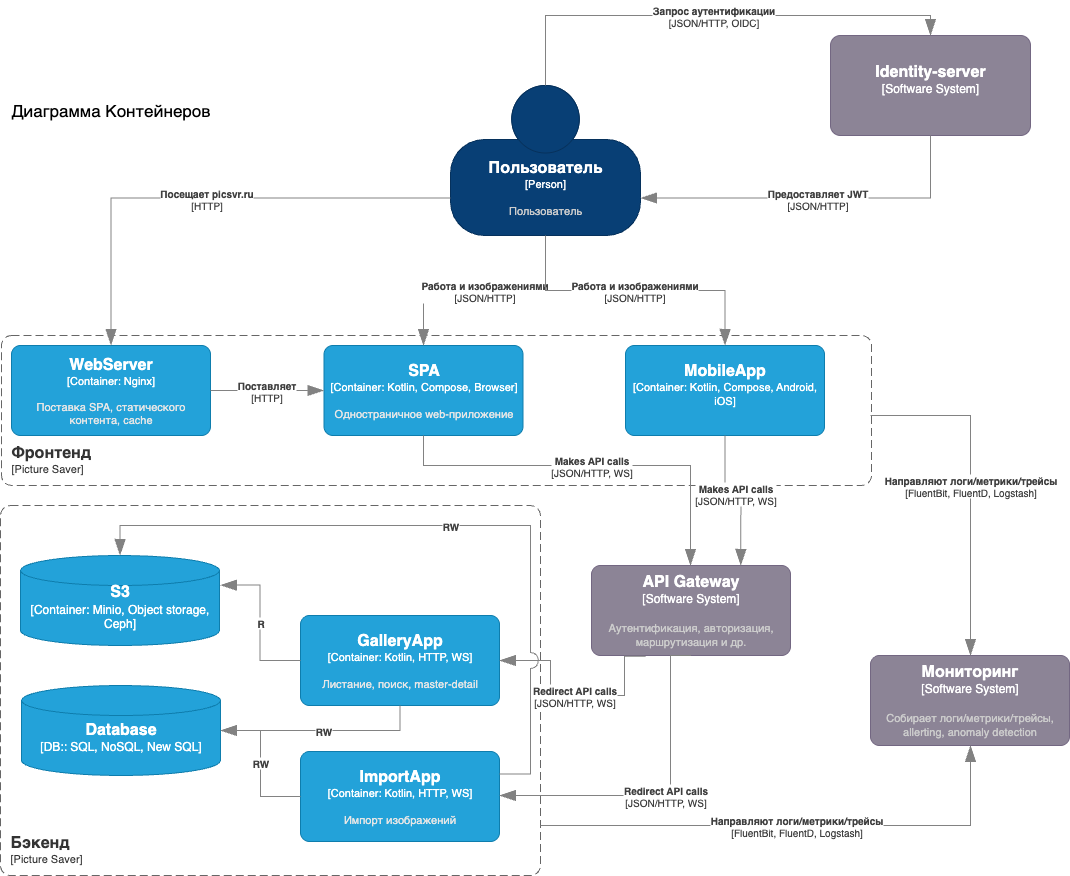 Запрос аутентификации
[JSON/HTTP, OIDC]
Identity-server
[Software System]
Диаграмма Контейнеров
Пользователь
[Person]
Пользователь
Посещает picsvr.ru
[HTTP]
Предоставляет JWT
[JSON/HTTP]
Работа и изображениями
[JSON/HTTP]
Работа и изображениями
[JSON/HTTP]
WebServer
[Container: Nginx]
Поставка SPA, статического
контента, cache
Поставляет
[HTTP]
SPA
[Container: Kotlin, Compose, Browser]
Одностраничное web-приложение
MobileApp
[Container: Kotlin, Compose, Android,
iOS]
Фронтенд
[Picture Saver]
Makes API calls
[JSON/HTTP, WS]
Makes API calls
[JSON/HTTP, WS]
Направляют логи/метрики/трейсы
[FluentBit, FluentD, Logstash]
RW
S3
[Container: Minio, Object storage,
Ceph]
R
GalleryApp
[Container: Kotlin, HTTP, WS]
Листание, поиск, master-detail
API Gateway
[Software System]
Аутентификация, авторизация,
маршрутизация и др.
Redirect API calls
[JSON/HTTP, WS]
Мониторинг
[Software System]
Собирает логи/метрики/трейсы,
allerting, anomaly detection
Database
[DB:: SQL, NoSQL, New SQL]
RW
RW
ImportApp
[Container: Kotlin, HTTP, WS]
Импорт изображений
Redirect API calls
[JSON/HTTP, WS]
Направляют логи/метрики/трейсы
[FluentBit, FluentD, Logstash]
Бэкенд
[Picture Saver]